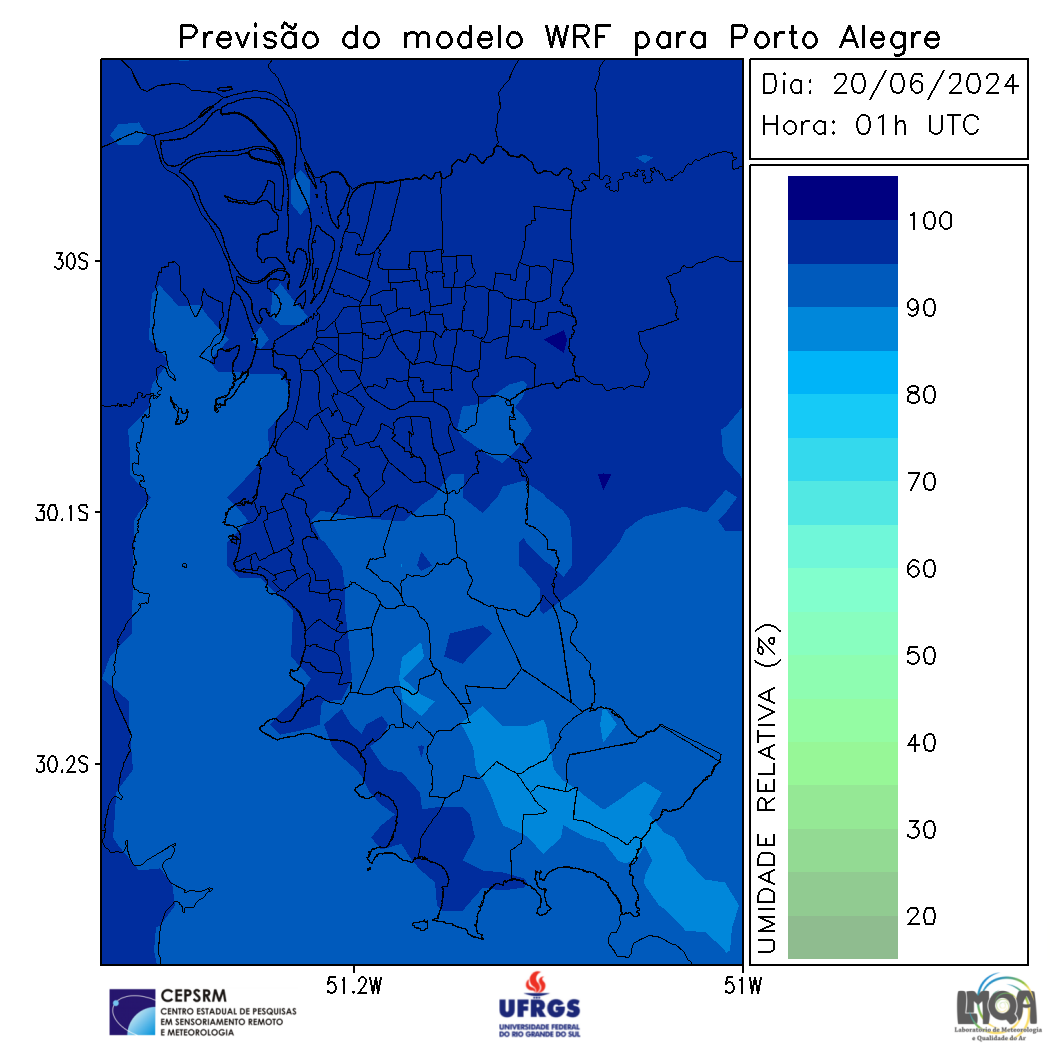 Previsão do modelo WRF para Porto Alegre
Dia: 20/06/2024
Hora: 01h UTC
30S
30.1S
30.2S
51.2W
51W
100
90
80
70
60
50
40
30
20
UMIDADE RELATIVA (%)
CEPSRM
CENTRO ESTADUAL DE PESQUISAS
EM SENSORIAMENTO REMOTO
E METEOROLOGIA
UFRGS
UNIVERSIDADE FEDERAL
DO RIO GRANDE DO SUL
LMQA
Laboratório de Meteorologia
e Qualidade do Ar